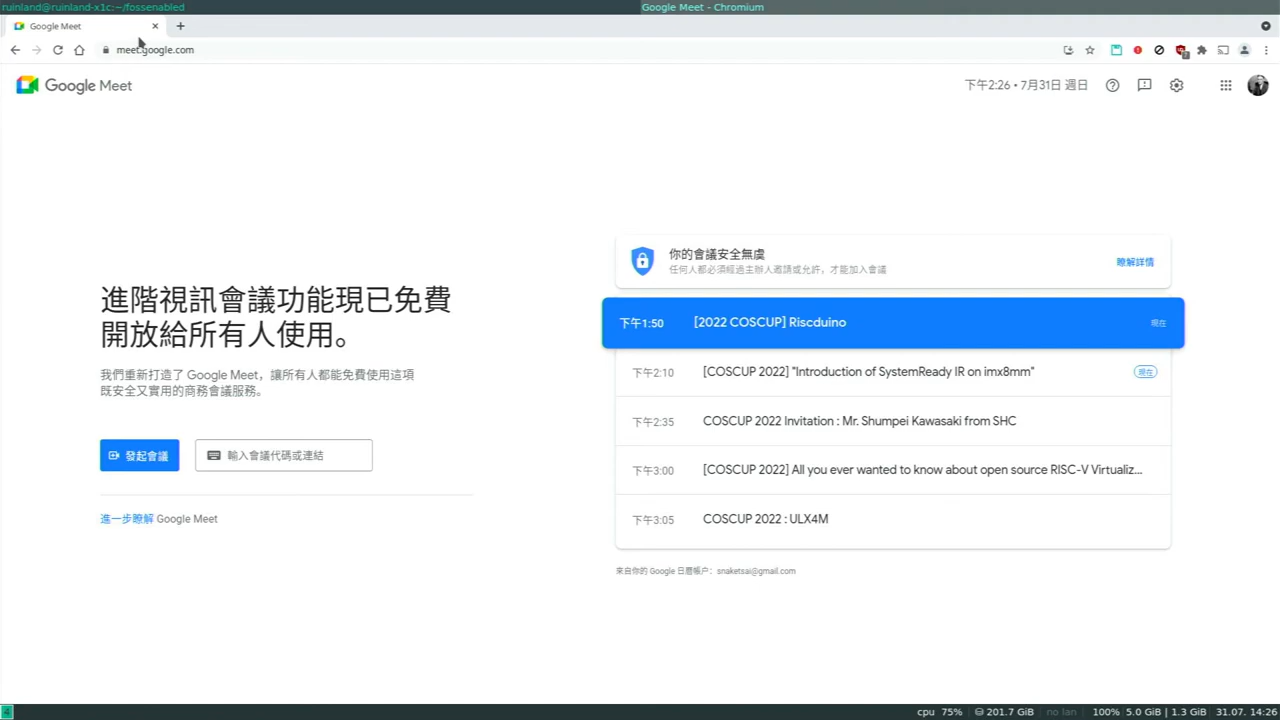 ruinland@ruinland-x1c:~/fossenabled
Google Meet - Chromium
Google Meet
meet.google.com
Google Meet
下午2:26 • 7月31日 週日
你的會議安全無虞
任何人都必須經過主辦人邀請或允許，才能加入會議
瞭解詳情
進階視訊會議功能現已免費
開放給所有人使用。
我們重新打造了 Google Meet，讓所有人都能免費使用這項
既安全又實用的商務會議服務。
發起會議
輸入會議代碼或連結
進一步瞭解 Google Meet
下午1:50 [2022 COSCUP] Riscduino 現在
下午2:10 [COSCUP 2022] "Introduction of SystemReady IR on imx8mm" 現在
下午2:35 COSCUP 2022 Invitation : Mr. Shumpei Kawasaki from SHC
下午3:00 [COSCUP 2022] All you ever wanted to know about open source RISC-V Virtualiz...
下午3:05 COSCUP 2022 : ULX4M
來自你的 Google 日曆帳戶： snaketsai@gmail.com
4
cpu 75% 201.7 GiB no lan 100% 5.0 GiB | 1.3 GiB 31.07. 14:26